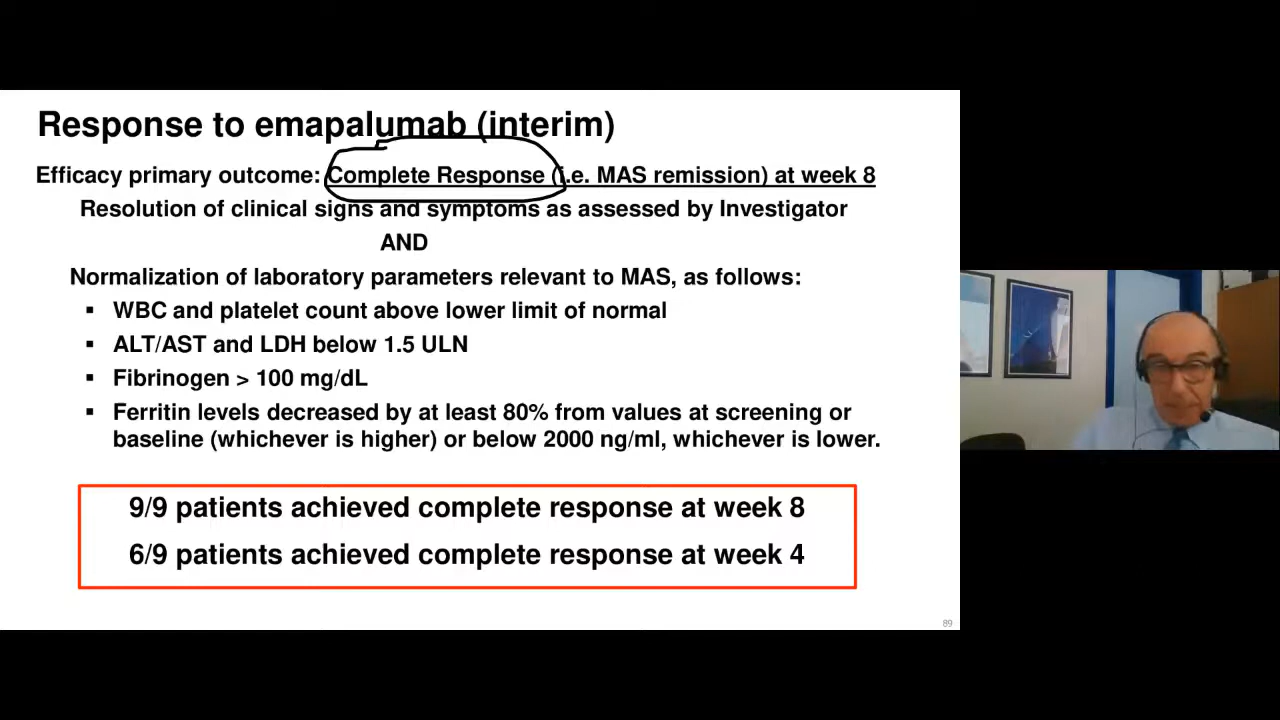 Response to emapalumab (interim)
Efficacy primary outcome: Complete Response (i.e. MAS remission) at week 8
Resolution of clinical signs and symptoms as assessed by Investigator
AND
Normalization of laboratory parameters relevant to MAS, as follows:
▪ WBC and platelet count above lower limit of normal
▪ ALT/AST and LDH below 1.5 ULN
▪ Fibrinogen > 100 mg/dL
▪ Ferritin levels decreased by at least 80% from values at screening or
baseline (whichever is higher) or below 2000 ng/ml, whichever is lower.
9/9 patients achieved complete response at week 8
6/9 patients achieved complete response at week 4
89